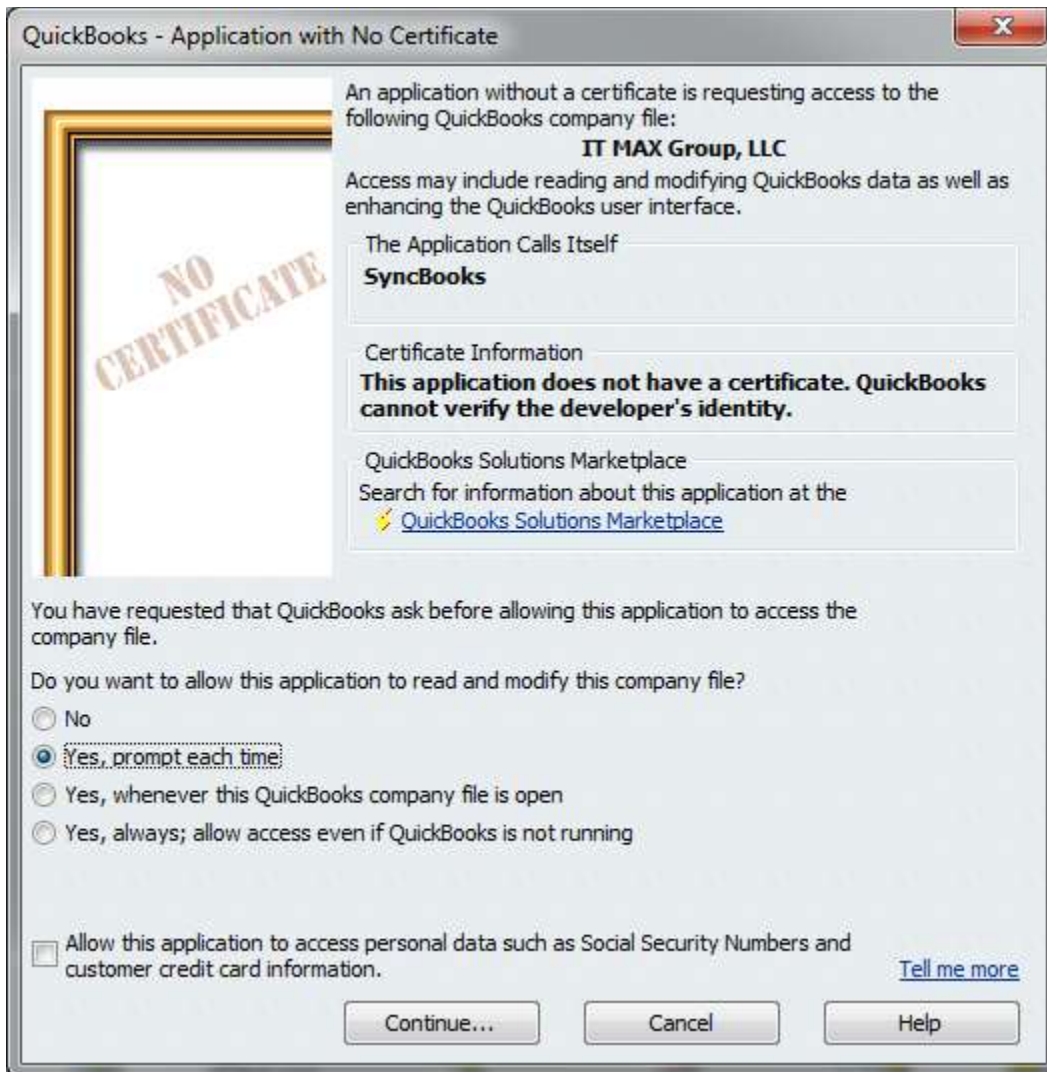 QuickBooks - Application with No Certificate
An application without a certificate is requesting access to the
following QuickBooks company file:
IT MAX Group, LLC
Access may include reading and modifying QuickBooks data as well as
enhancing the QuickBooks user interface.
NO
CERTIFICATE
The Application Calls Itself
SyncBooks
Certificate Information
This application does not have a certificate. QuickBooks
cannot verify the developer's identity.
QuickBooks Solutions Marketplace
Search for information about this application at the
QuickBooks Solutions Marketplace
You have requested that QuickBooks ask before allowing this application to access the
company file.
Do you want to allow this application to read and modify this company file?
No
Yes, prompt each time
Yes, whenever this QuickBooks company file is open
Yes, always; allow access even if QuickBooks is not running
Allow this application to access personal data such as Social Security Numbers and
customer credit card information.
Tell me more
Continue...
Cancel
Help